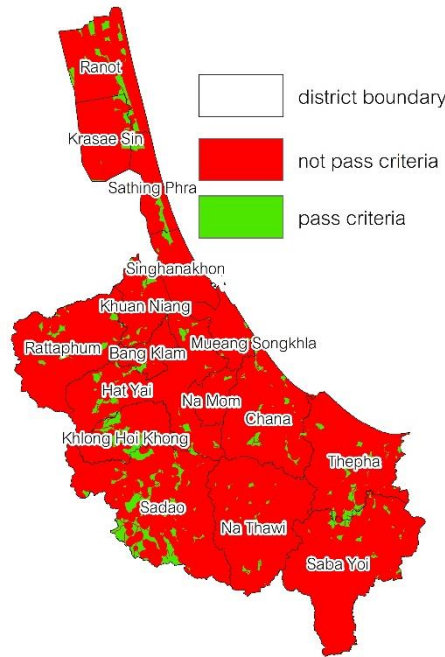 Ranot
district boundary
Krasae Sin
not pass criteria
Sathing Phra
pass criteria
Singhanakhon
Khuan Niang
Rattaphum
Mueang Songkhla
Bang Klam
Hat Yai
Na Mom
Chana
Khlong Hoi Khong
Thepha
Sadao
Na Thawi
Saba Yoi